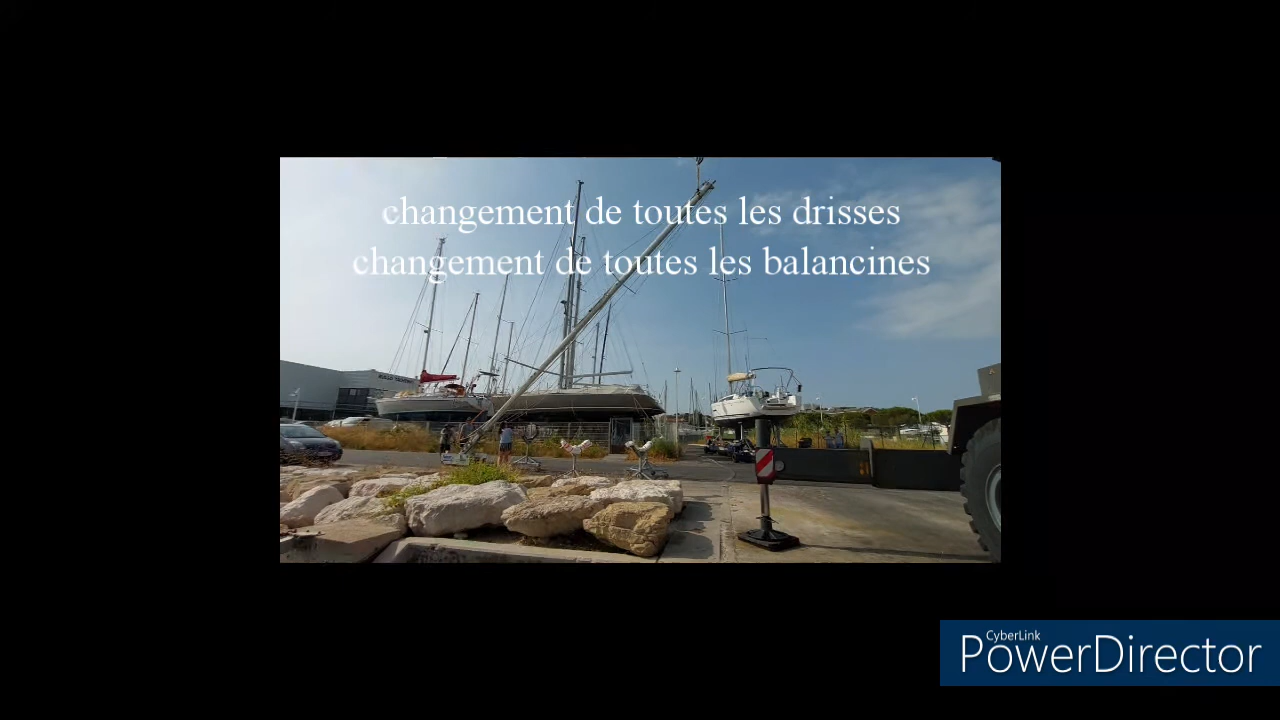 changement de toutes les drisses
changement de toutes les balancines
CyberLink
PowerDirector